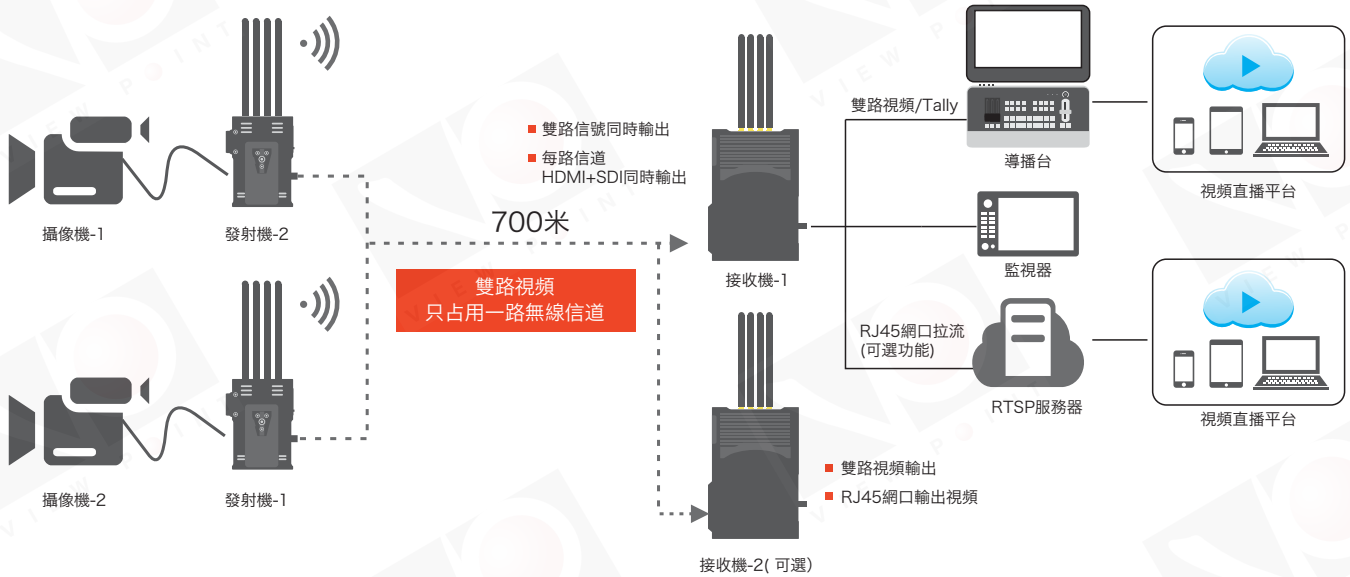 雙路信號同時輸出
每路信道
HDMI+SDI同時輸出
700米
雙路視頻
只占用一路無線信道
攝像機-1
發射機-2
攝像機-2
發射機-1
接收機-1
接收機-2( 可選)
雙路視頻輸出
RJ45網口輸出視頻
雙路視頻/Tally
導播台
監視器
RJ45網口拉流
(可選功能)
RTSP服務器
視頻直播平台
視頻直播平台
VIEW POINT